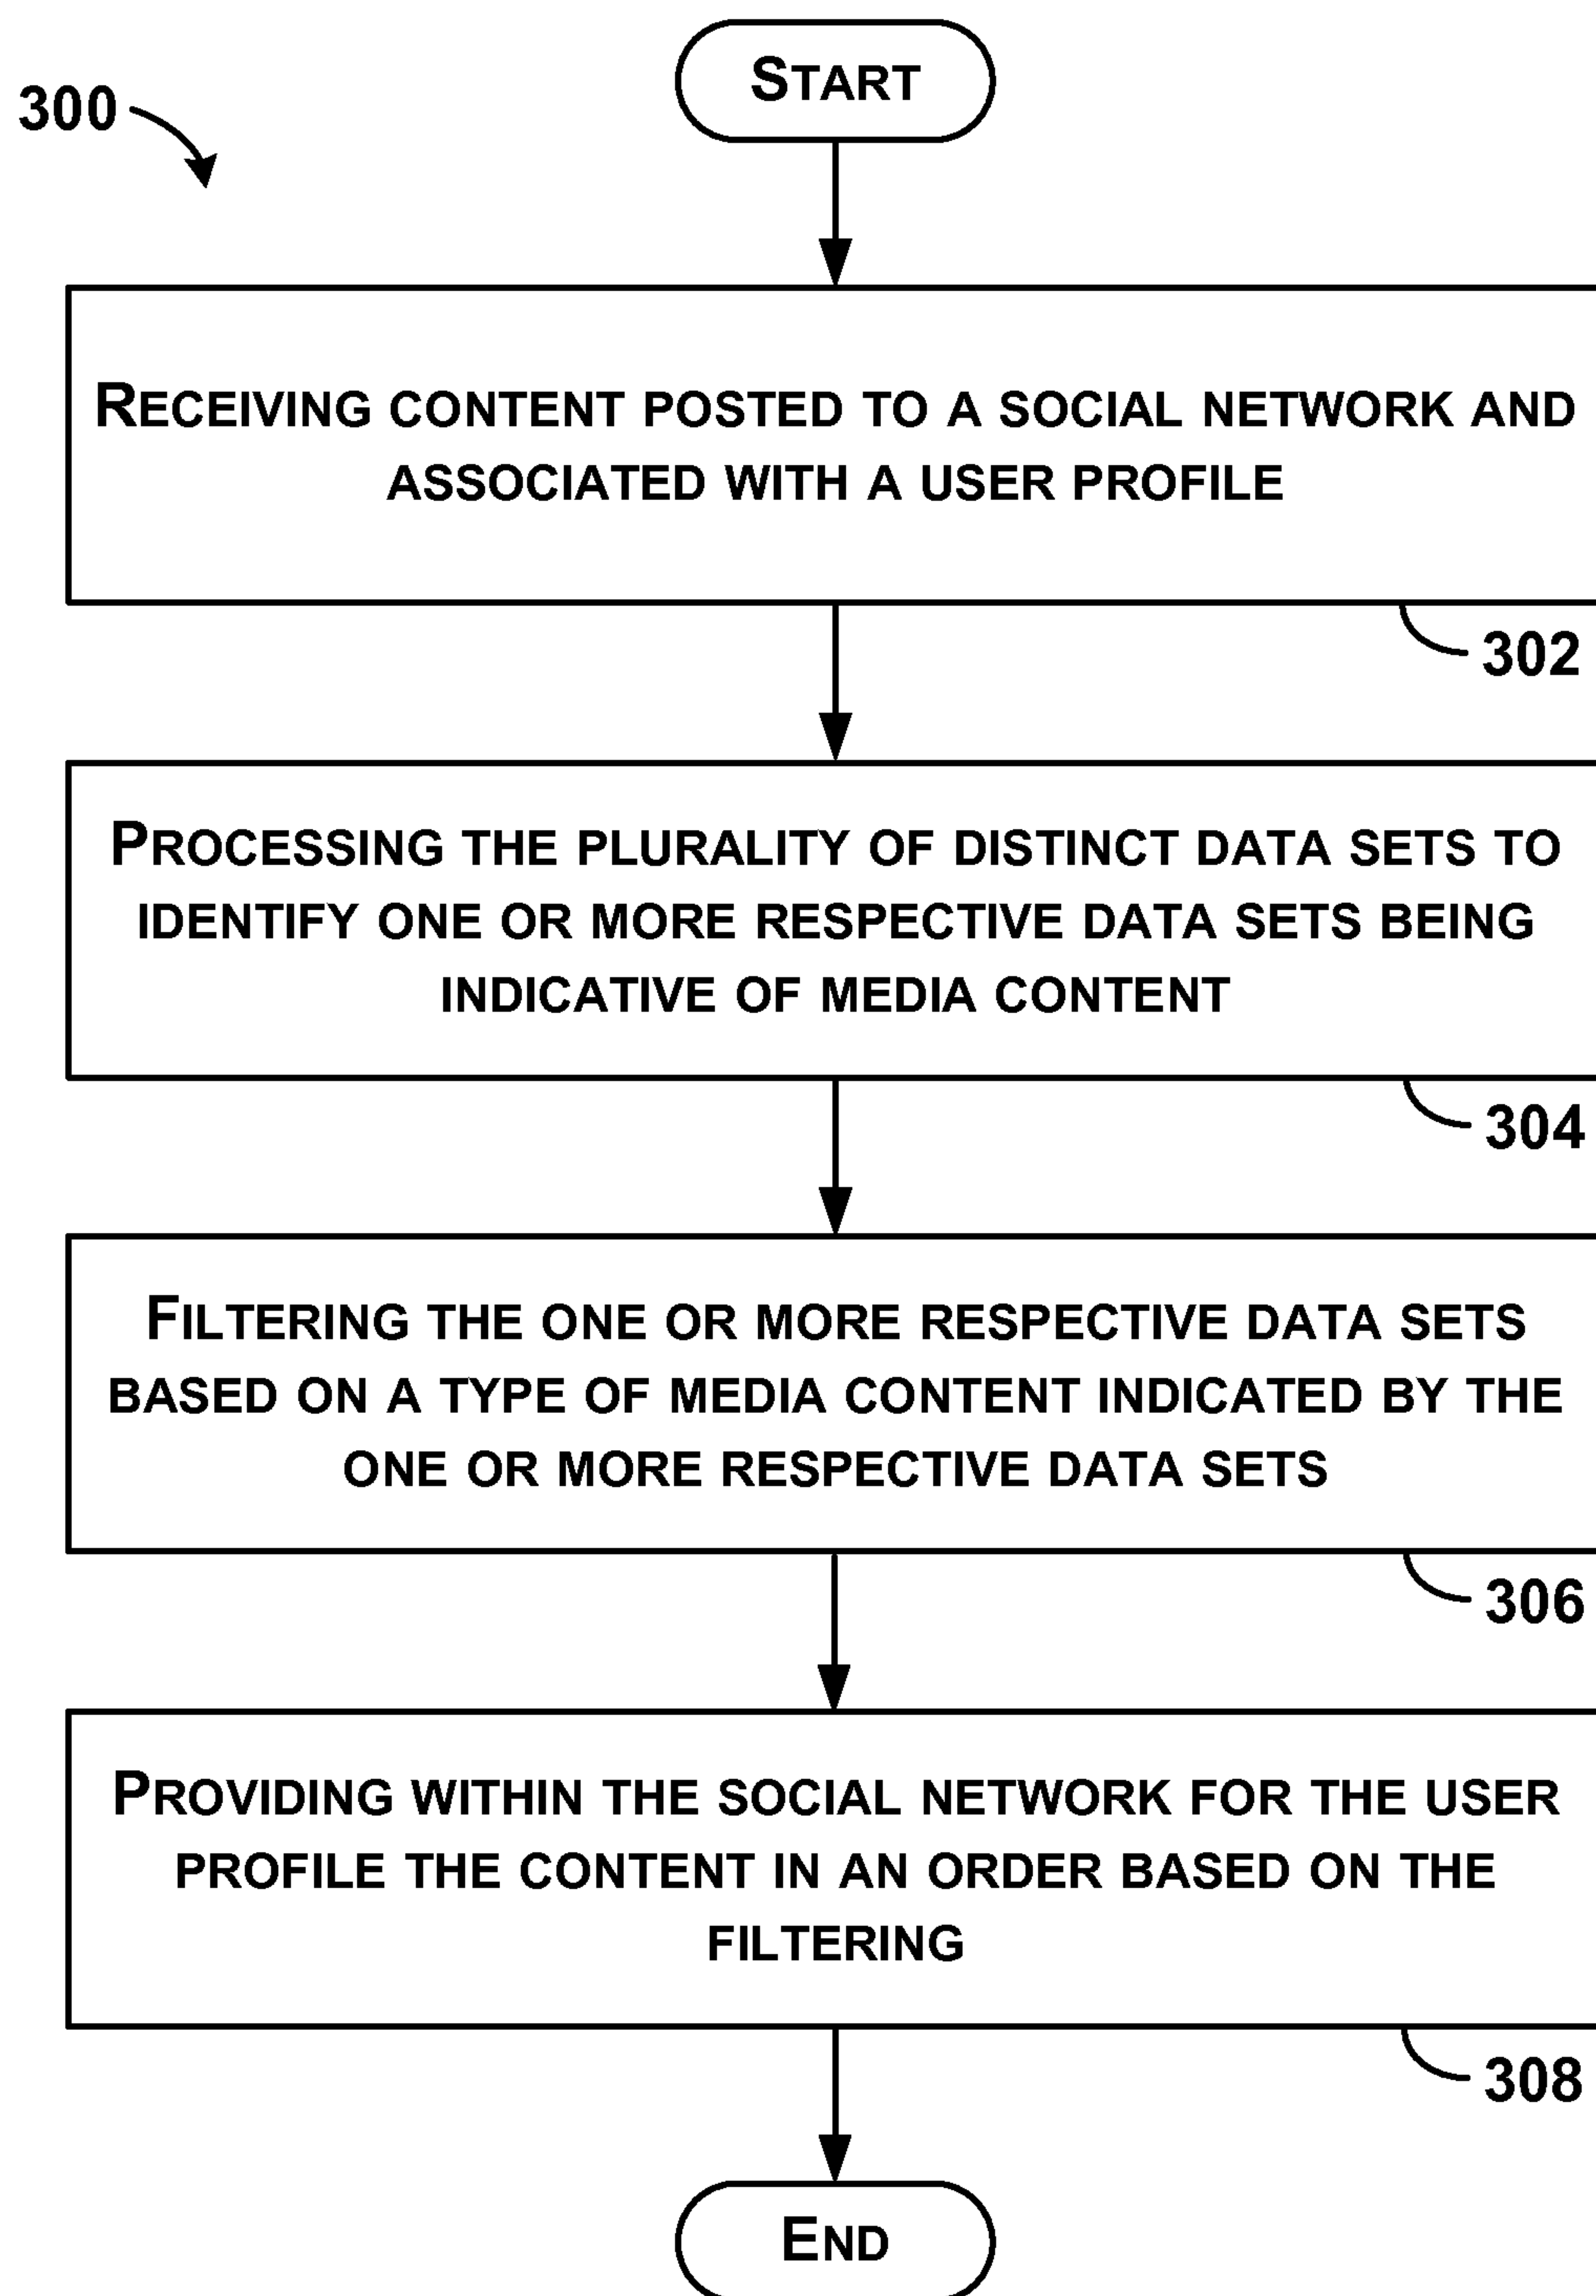 START
300
RECEIVING CONTENT POSTED TO A SOCIAL NETWORK AND
ASSOCIATED WITH A USER PROFILE
302
PROCESSING THE PLURALITY OF DISTINCT DATA SETS TO
IDENTIFY ONE OR MORE RESPECTIVE DATA SETS BEING
INDICATIVE OF MEDIA CONTENT
304
FILTERING THE ONE OR MORE RESPECTIVE DATA SETS
BASED ON A TYPE OF MEDIA CONTENT INDICATED BY THE
ONE OR MORE RESPECTIVE DATA SETS
306
PROVIDING WITHIN THE SOCIAL NETWORK FOR THE USER
PROFILE THE CONTENT IN AN ORDER BASED ON THE
FILTERING
308
END